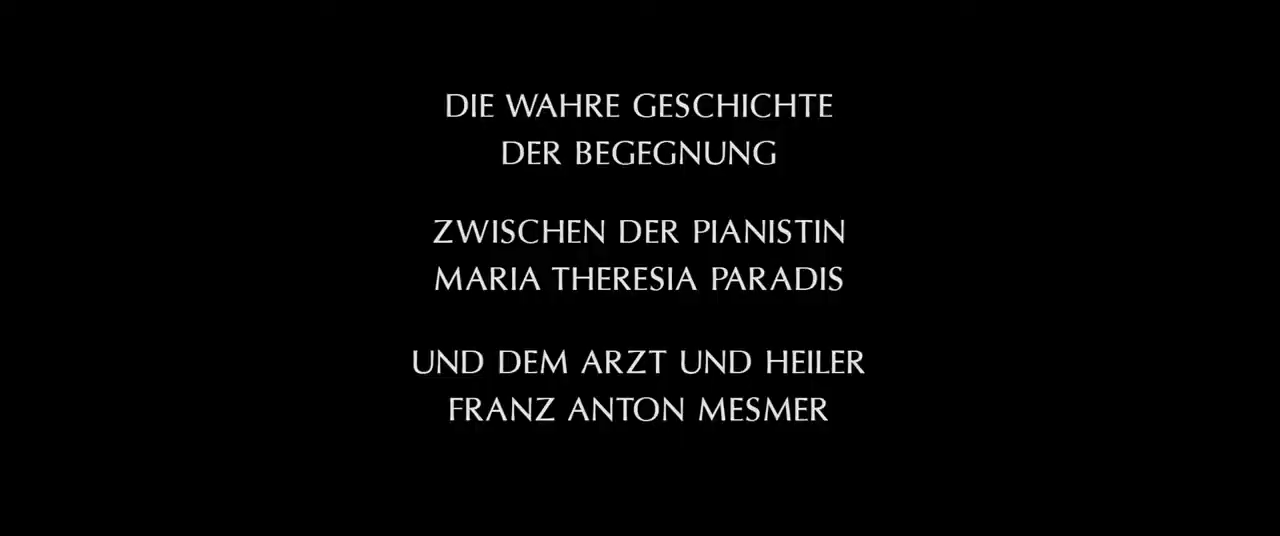 DIE WAHRE GESCHICHTE
DER BEGEGNUNG
ZWISCHEN DER PIANISTIN
MARIA THERESIA PARADIS
UND DEM ARZT UND HEILER
FRANZ ANTON MESMER